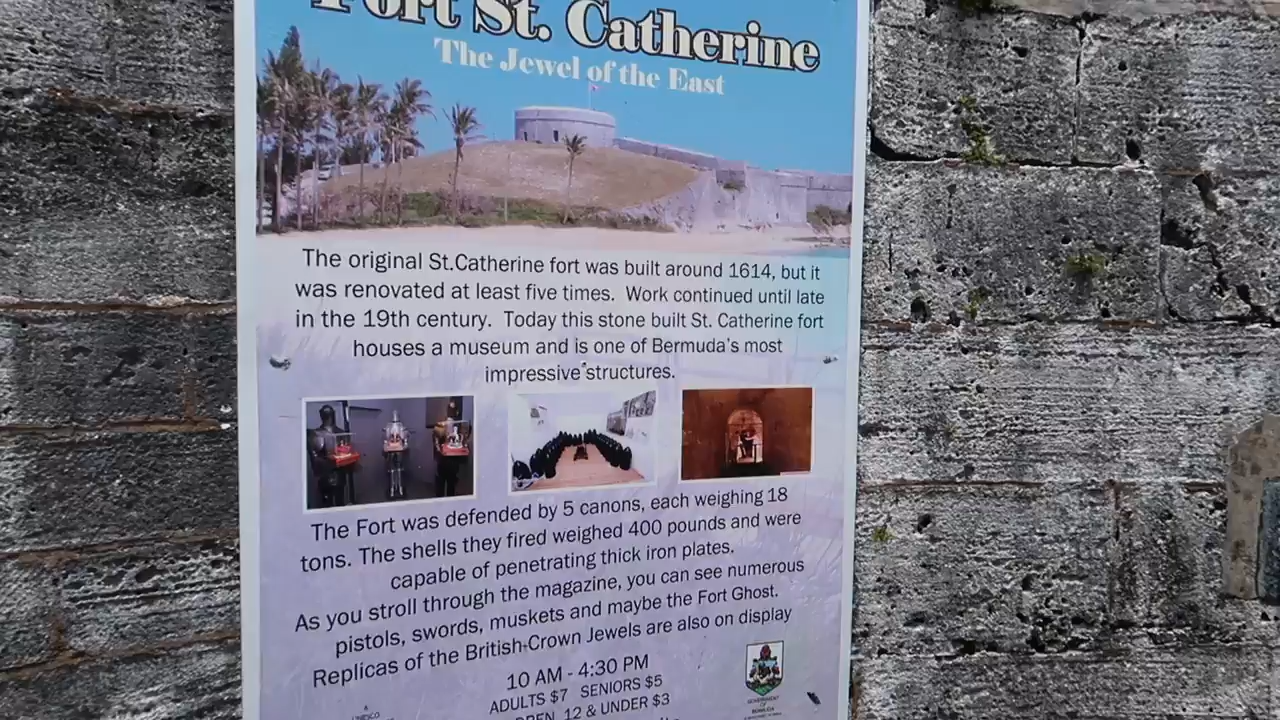 Fort St. Catherine
The Jewel of the East
The original St.Catherine fort was built around 1614, but it
was renovated at least five times. Work continued until late
in the 19th century. Today this stone built St. Catherine fort
houses a museum and is one of Bermuda's most
impressive structures.
The Fort was defended by 5 canons, each weighing 18
tons. The shells they fired weighed 400 pounds and were
capable of penetrating thick iron plates.
As you stroll through the magazine, you can see numerous
pistols, swords, muskets and maybe the Fort Ghost.
Replicas of the British-Crown Jewels are also on display
10 AM - 4:30 PM
ADULTS $7 SENIORS $5
12 & UNDER $3
A
UNESCO
GOVERNMENT
OF
BERMUDA